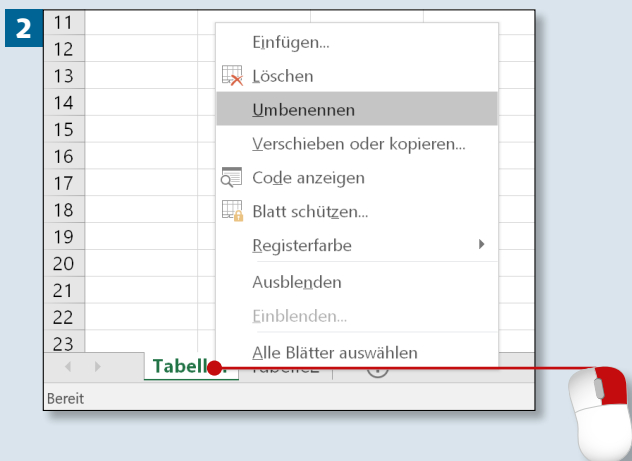 2
11
12
13
14
15
16
17
18
19
20
21
22
23
Einfügen...
Löschen
Umbenennen
Verschieben oder kopieren...
Code anzeigen
Blatt schützen...
Registerfarbe
Ausblenden
Einblenden...
Alle Blätter auswählen
Bereit